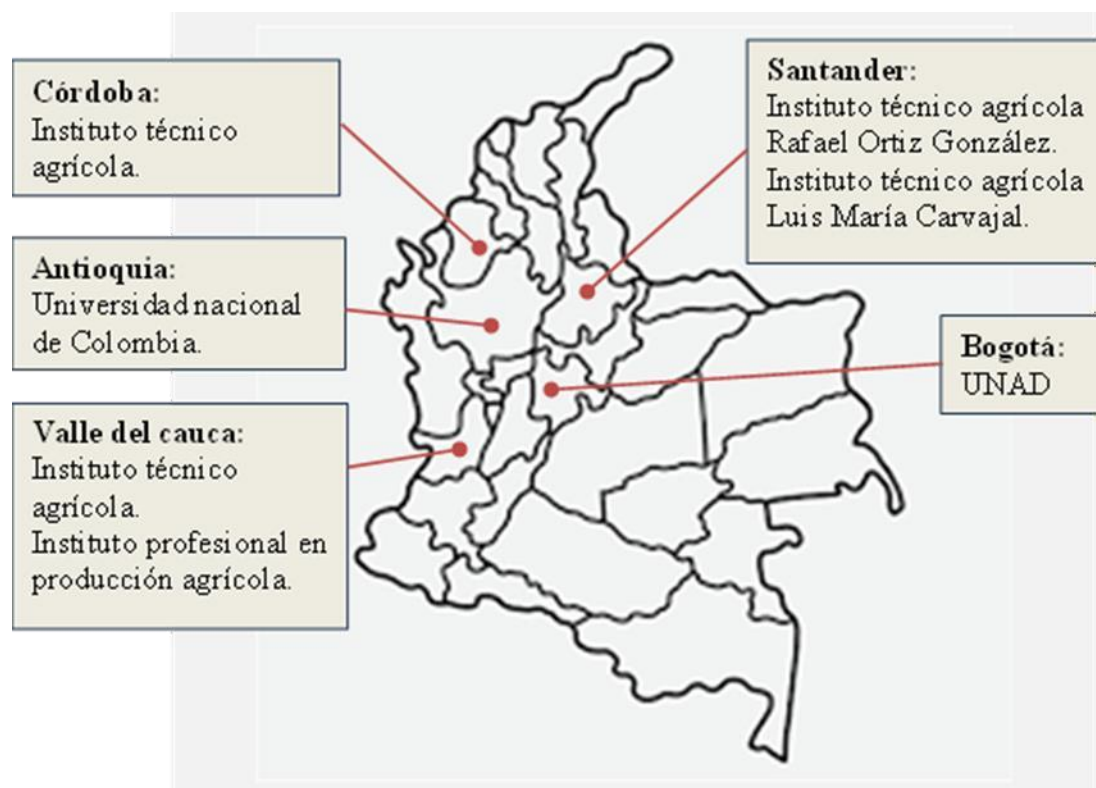 Córdoba:
Instituto técnico
agrícola.
Antioquia:
Universidad nacional
de Colombia.
Valle del cauca:
Instituto técnico
agrícola.
Instituto profesional en
producción agrícola.
Santander:
Instituto técnico agrícola
Rafael Ortiz González.
Instituto técnico agrícola
Luis María Carvajal.
Bogotá:
UNAD